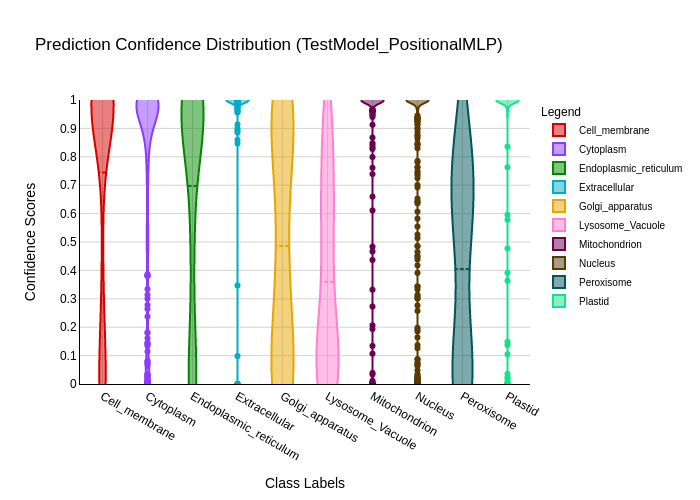 Prediction Confidence Distribution (TestModel_PositionalMLP)
Confidence Scores
1
0.9
0.8
0.7
0.6
0.5
0.4
0.3
0.2
0.1
0
Cell_membrane
Cytoplasm
Endoplasmic_reticulum
Extracellular
Golgi_apparatus
Lysosome_Vacuole
Mitochondrion
Nucleus
Peroxisome
Plastid
Class Labels
Legend
Cell_membrane
Cytoplasm
Endoplasmic_reticulum
Extracellular
Golgi_apparatus
Lysosome_Vacuole
Mitochondrion
Nucleus
Peroxisome
Plastid